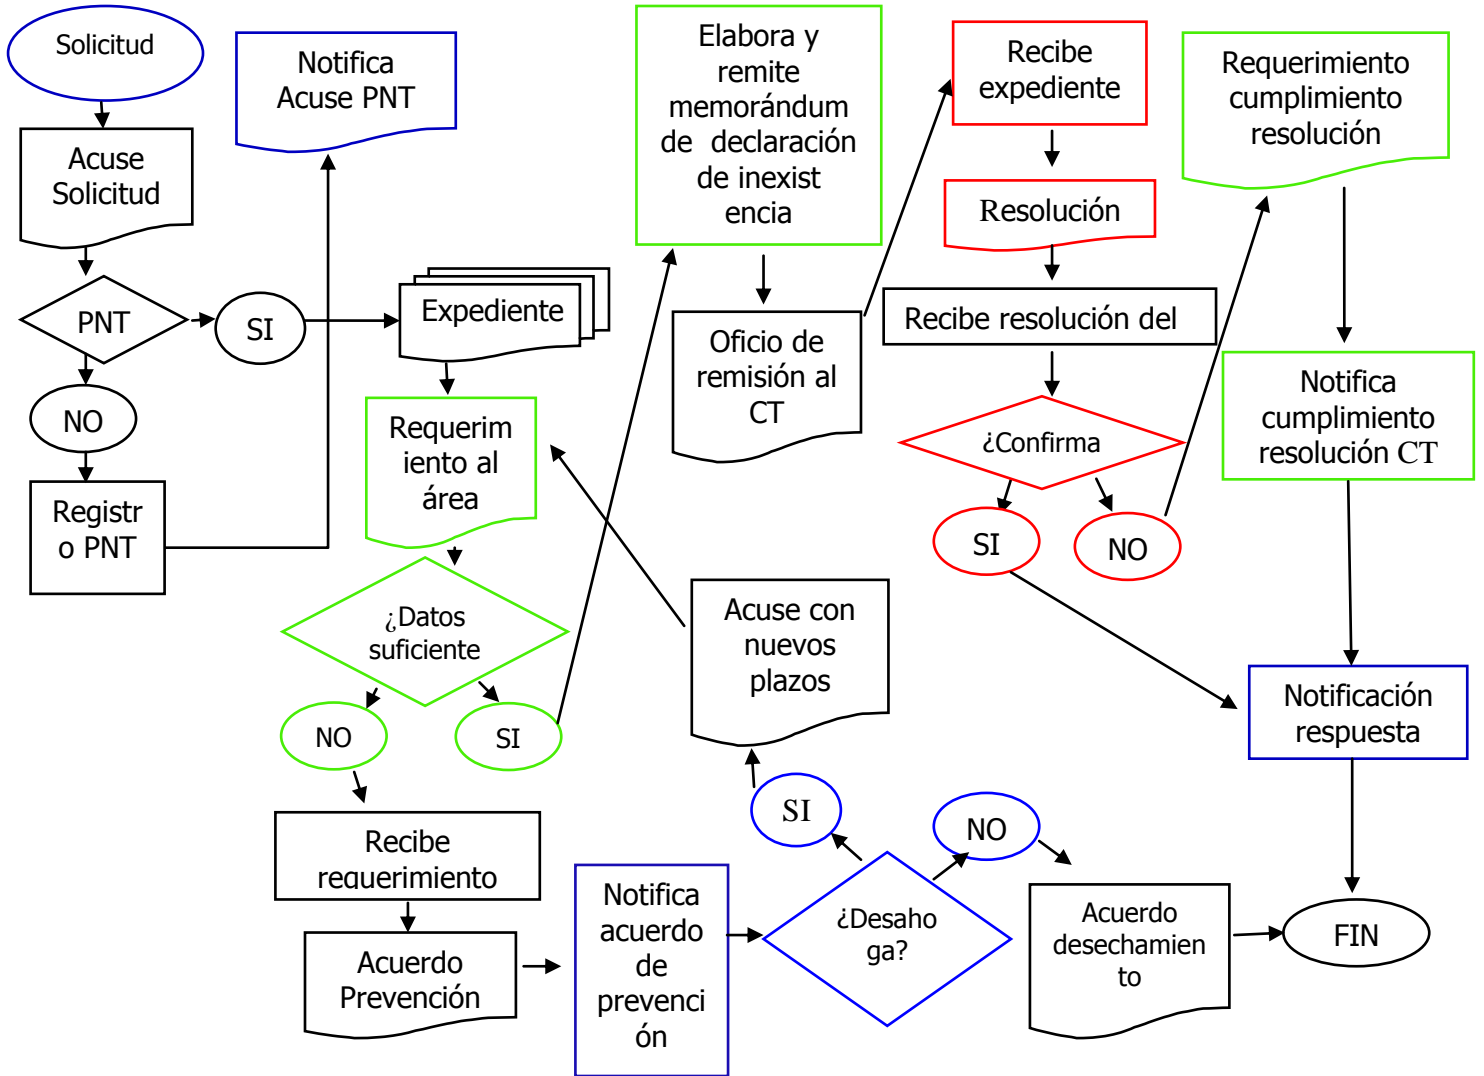 Solicitud
Acuse
Solicitud
PNT
SI
NO
Registr
o PNT
Notifica
Acuse PNT
Expediente
Requerim
iento al
área
¿Datos
suficiente
NO
SI
Recibe
requerimiento
Acuerdo
Prevención
Notifica
acuerdo
de
prevenci
ón
¿Desaho
ga?
SI
NO
Acuse con
nuevos
plazos
Acuerdo
desechamien
to
FIN
Elabora y
remite
memorándum
de declaración
de inexist
encia
Oficio de
remisión al
CT
Recibe
expediente
Resolución
Recibe resolución del
¿Confirma
SI
NO
Requerimiento
cumplimiento
resolución
Notifica
cumplimiento
resolución CT
Notificación
respuesta